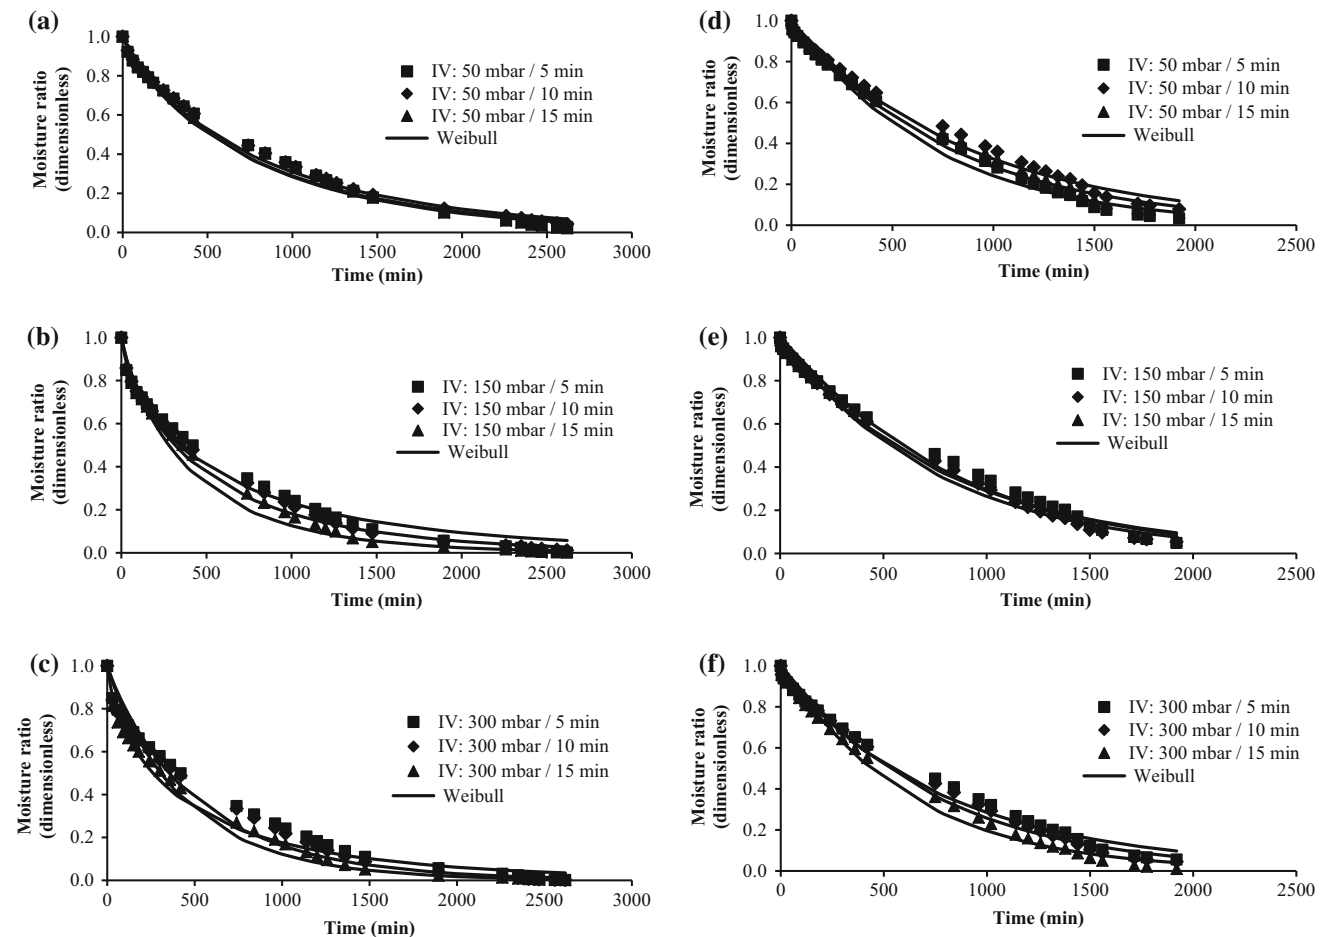 (a)
Moisture ratio
(dimensionless)
1.0
0.8
0.6
0.4
0.2
0.0
IV: 50 mbar / 5 min
IV: 50 mbar / 10 min
IV: 50 mbar / 15 min
Weibull
0 500 1000 1500 2000 2500 3000
Time (min)
(d)
Moisture ratio
(dimensionless)
1.0
0.8
0.6
0.4
0.2
0.0
IV: 50 mbar / 5 min
IV: 50 mbar / 10 min
IV: 50 mbar / 15 min
Weibull
0 500 1000 1500 2000 2500
Time (min)
(b)
Moisture ratio
(dimensionless)
1.0
0.8
0.6
0.4
0.2
0.0
IV: 150 mbar / 5 min
IV: 150 mbar / 10 min
IV: 150 mbar / 15 min
Weibull
0 500 1000 1500 2000 2500 3000
Time (min)
(e)
Moisture ratio
(dimensionless)
1.0
0.8
0.6
0.4
0.2
0.0
IV: 150 mbar / 5 min
IV: 150 mbar / 10 min
IV: 150 mbar / 15 min
Weibull
0 500 1000 1500 2000 2500
Time (min)
(c)
Moisture ratio
(dimensionless)
1.0
0.8
0.6
0.4
0.2
0.0
IV: 300 mbar / 5 min
IV: 300 mbar / 10 min
IV: 300 mbar / 15 min
Weibull
0 500 1000 1500 2000 2500 3000
Time (min)
(f)
Moisture ratio
(dimensionless)
1.0
0.8
0.6
0.4
0.2
0.0
IV: 300 mbar / 5 min
IV: 300 mbar / 10 min
IV: 300 mbar / 15 min
Weibull
0 500 1000 1500 2000 2500
Time (min)